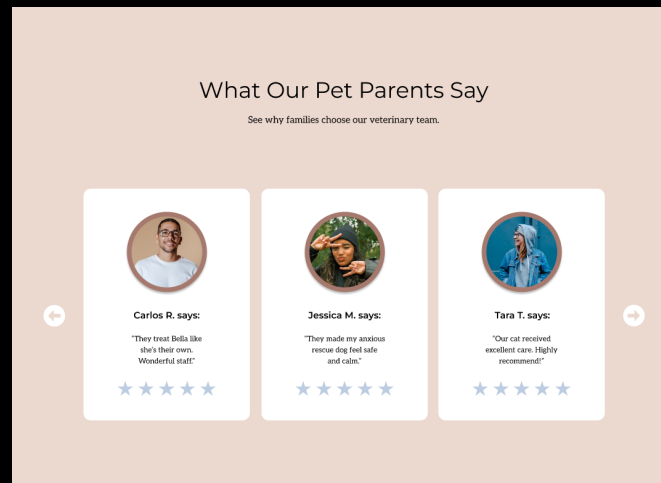 What Our Pet Parents Say
See why families choose our veterinary team.
Carlos R. says:
"They treat Bella like
she's their own.
Wonderful staff."
Jessica M. says:
"They made my anxious
rescue dog feel safe
and calm."
Tara T. says:
"Our cat received
excellent care. Highly
recommend!"